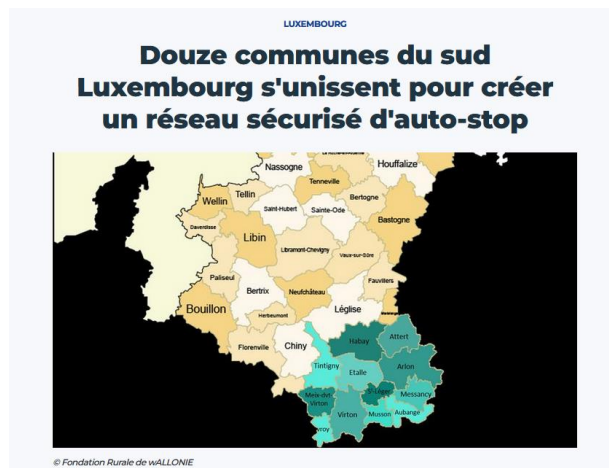 LUXEMBOURG
Douze communes du sud
Luxembourg s'unissent pour créer
un réseau sécurisé d'auto-stop
Nassogne
Houffalize
Tenneville
Wellin
Tellin
Bertogne
Saint-Hubert
Sainte-Ode
Bastogne
Daverdisse
Libin
Libramont-Chevigny
Vaux-sur-Sûre
Paliseul
Bertrix
Neufchâteau
Fauvillers
Bouillon
Herbeumont
Léglise
Habay
Attert
Florenville
Chiny
Tintigny
Etalle
Arlon
Meix-dvt
Virton
St-Léger
Messancy
Virton
Musson
Aubange
vroy
© Fondation Rurale de wALLONIE